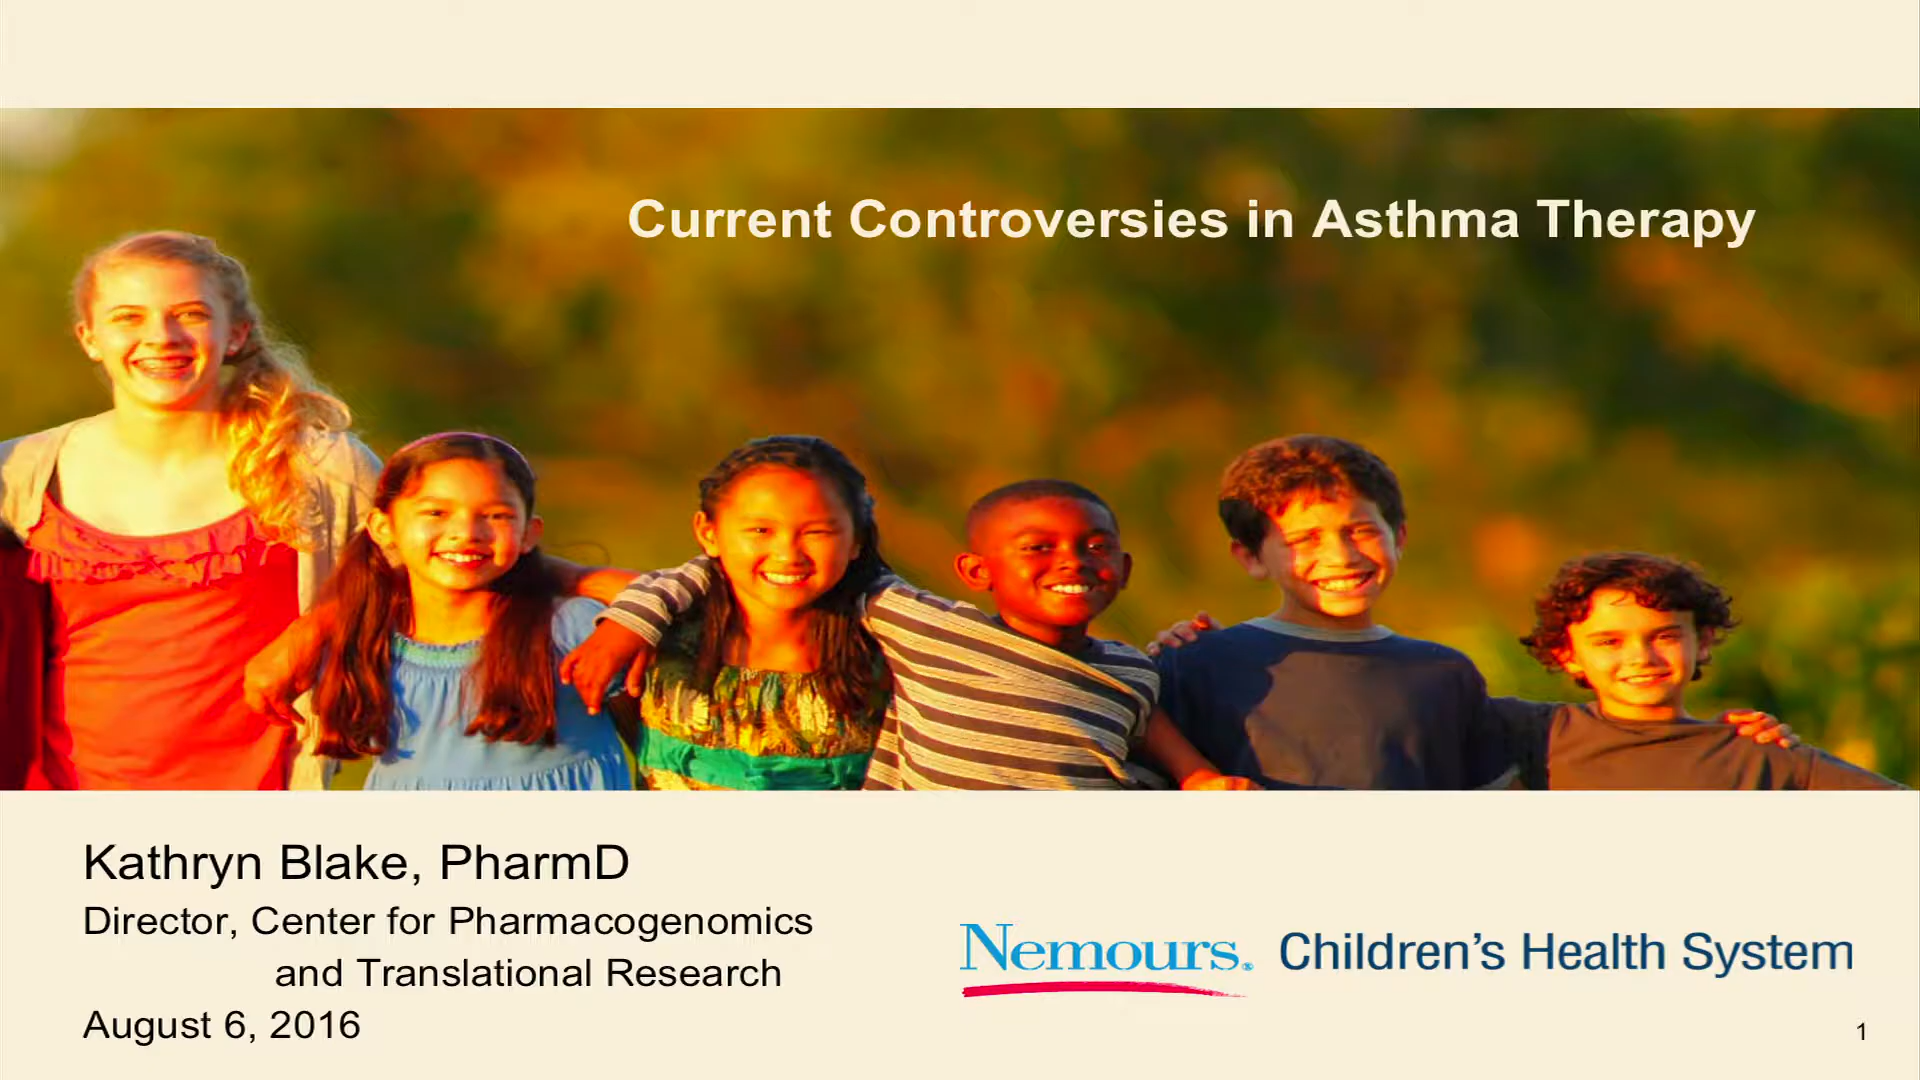 Current Controversies in Asthma Therapy
Kathryn Blake, PharmD
Director, Center for Pharmacogenomics
and Translational Research
August 6, 2016
Nemours® Children's Health System
1